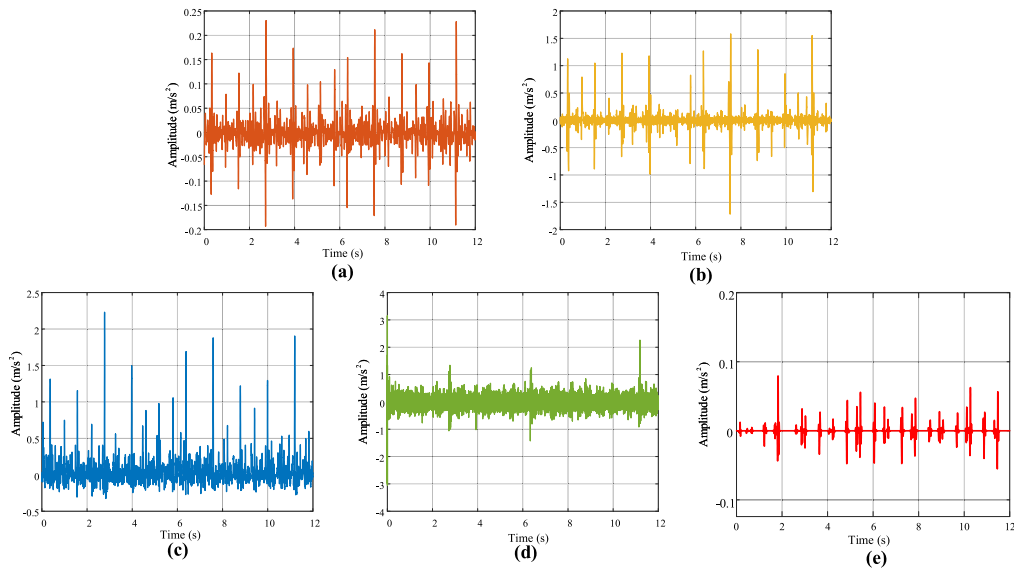 0.25
0.2
0.15
0.1
0.05
0
-0.05
-0.1
-0.15
-0.2
Amplitude (m/s²)
0 2 4 6 8 10 12
Time (s)
(a)
2
1.5
1
0.5
0
-0.5
-1
-1.5
-2
Amplitude (m/s²)
0 2 4 6 8 10 12
Time (s)
(b)
2.5
2
1.5
1
0.5
0
-0.5
Amplitude (m/s²)
0 2 4 6 8 10 12
Time (s)
(c)
4
3
2
1
0
-1
-2
-3
-4
Amplitude (m/s²)
0 2 4 6 8 10 12
Time (s)
(d)
0.2
0.1
0
-0.1
Amplitude (m/s²)
0 2 4 6 8 10 12
Time (s)
(e)